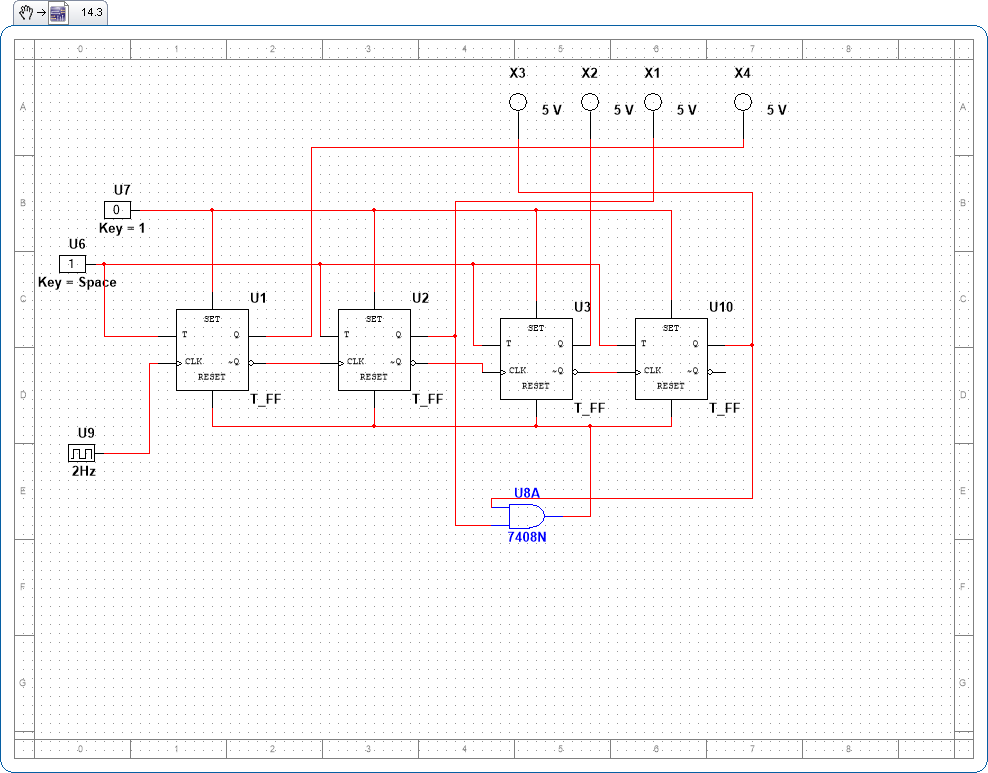 14.3
0 1 2 3 4 5 6 7 8
X3 X2 X1 X4
A 5 V 5 V 5 V 5 V A
U7
B 0 B
Key = 1
U6
1
Key = Space
C U1 U2 U3 U10 C
SET SET SET SET
T Q T Q T Q T Q
CLK ~Q CLK ~Q CLK ~Q CLK ~Q
RESET RESET RESET RESET
D T_FF T_FF T_FF T_FF D
U9
2Hz
E U8A E
7408N
F F
G G
0 1 2 3 4 5 6 7 8